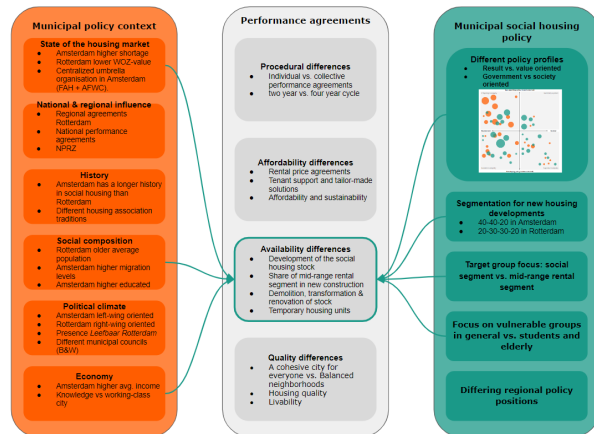 Municipal policy context
State of the housing market
Amsterdam higher shortage
Rotterdam lower WOZ-value
Centralized umbrella
organisation in Amsterdam
(FAH + AFWC).
National & regional influence
Regional agreements
Rotterdam
National performance
agreements
NPRZ
History
Amsterdam has a longer history
in social housing than
Rotterdam
Different housing association
traditions
Social composition
Rotterdam older average
population
Amsterdam higher migration
levels
Amsterdam higher educated
Political climate
Amsterdam left-wing oriented
Rotterdam right-wing oriented
Presence Leefbaar Rotterdam
Different municipal councils
(B&W)
Economy
Amsterdam higher avg. income
Knowledge vs working-class
city
Performance agreements
Procedural differences
Individual vs. collective
performance agreements
two year vs. four year cycle
Affordability differences
Rental price agreements
Tenant support and tailor-made
solutions
Affordability and sustainability
Availability differences
Development of the social
housing stock
Share of mid-range rental
segment in new construction
Demolition, transformation &
renovation of stock
Temporary housing units
Quality differences
A cohesive city for
everyone vs. Balanced
neighborhoods
Housing quality
Livability
Municipal social housing
policy
Different policy profiles
Result vs. value oriented
Government vs society
oriented
Segmentation for new housing
developments
40-40-20 in Amsterdam
20-30-30-20 in Rotterdam
Target group focus: social
segment vs. mid-range rental
segment
Focus on vulnerable groups
in general vs. students and
elderly
Differing regional policy
positions